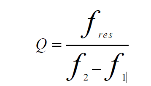 Q = f_res / (f_2 − f_1|)